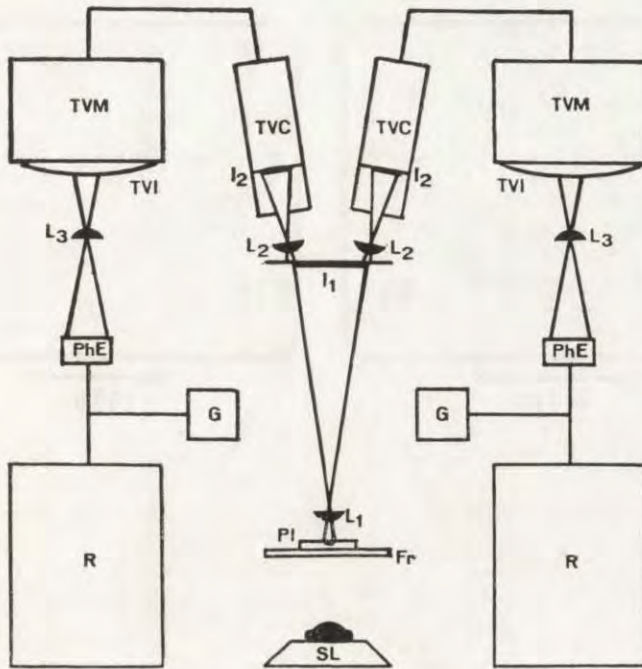 TVM
TVC
TVC
TVM
I₂
I₂
TVI
TVI
L₃
L₂
L₂
L₃
I₁
PhE
PhE
G
G
L₁
Pl
Fr
R
R
SL